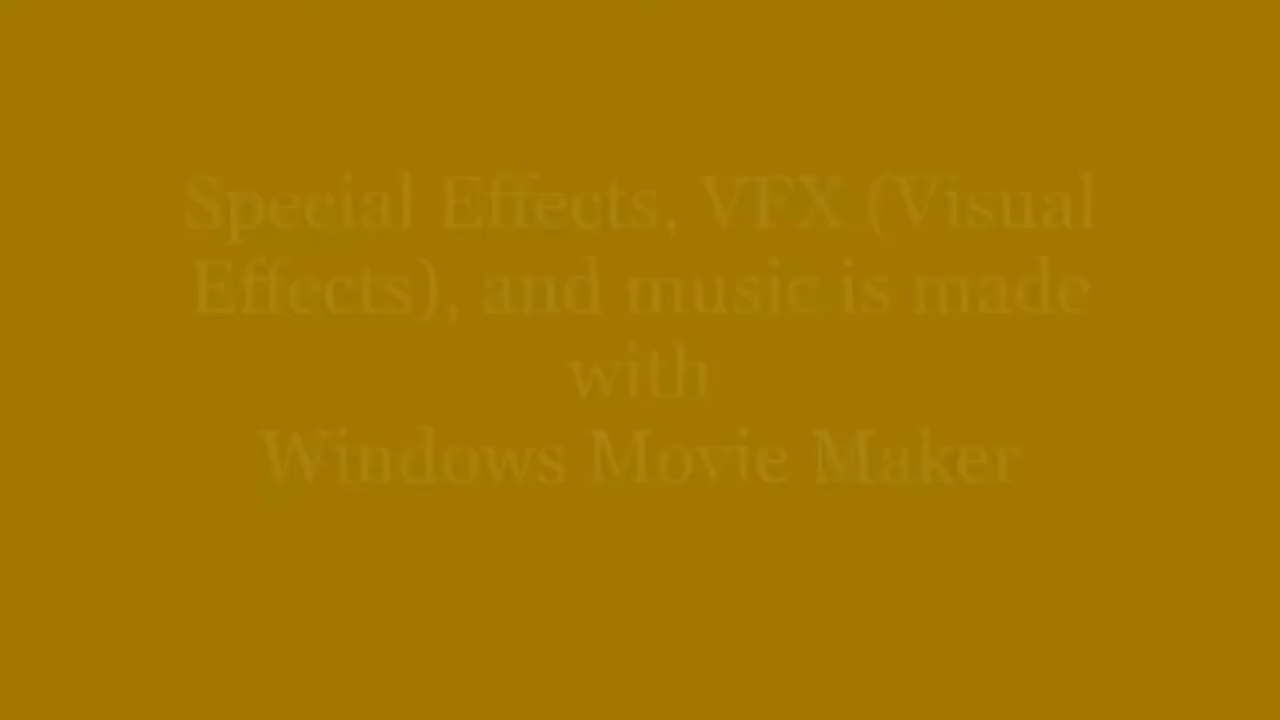 Special Effects, VFX (Visual
Effects), and music is made
with
Windows Movie Maker